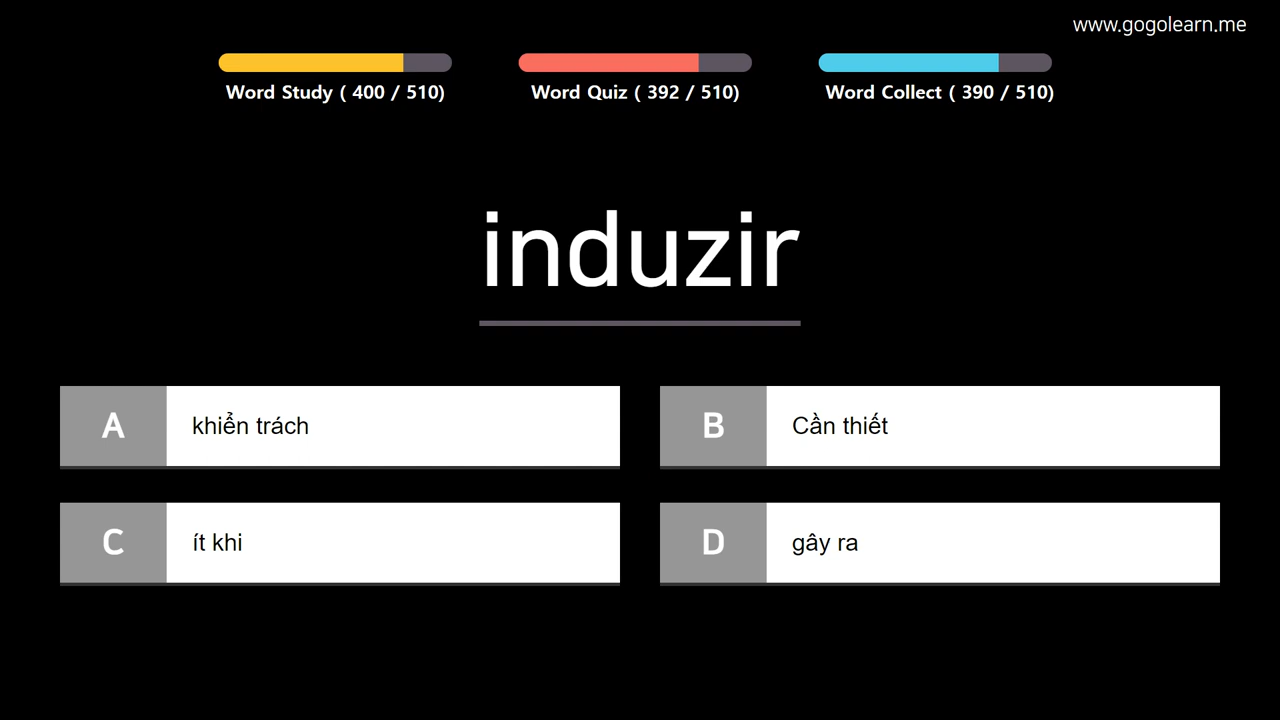 www.gogolearn.me
Word Study ( 400 / 510)
Word Quiz ( 392 / 510)
Word Collect ( 390 / 510)
induzir
A khiển trách
B Cần thiết
C ít khi
D gây ra